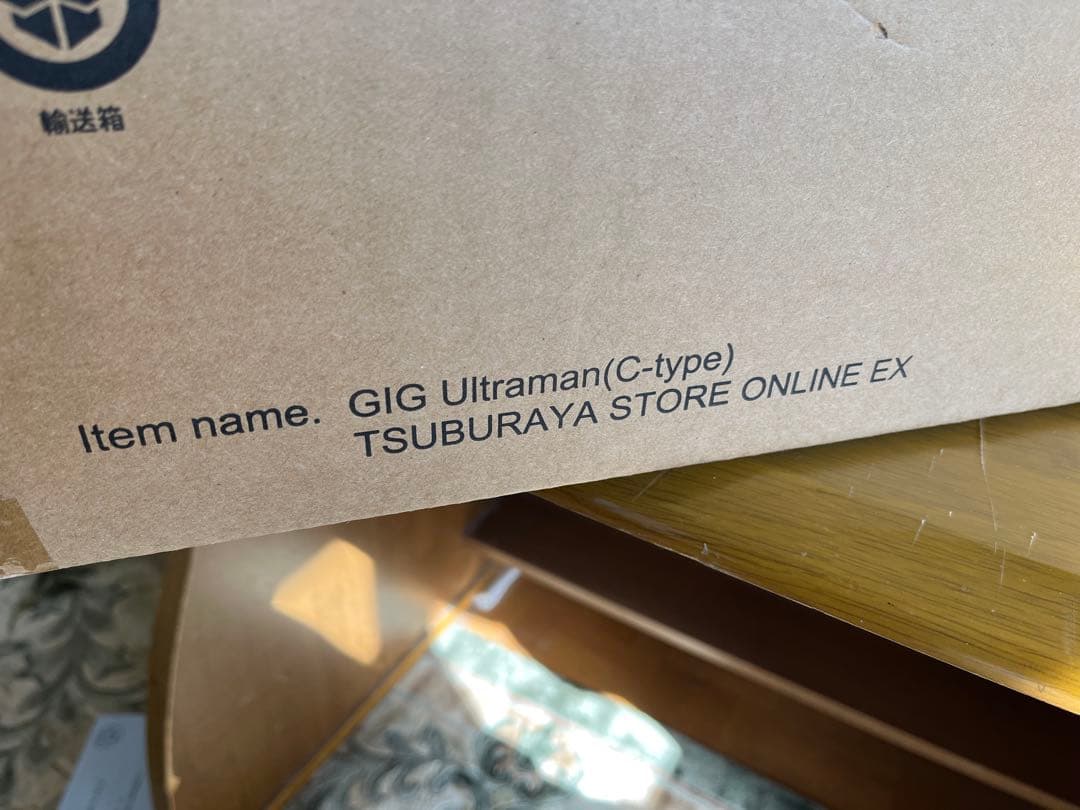 輸送箱
Item name. GIG Ultraman(C-type)
TSUBURAYA STORE ONLINE EX